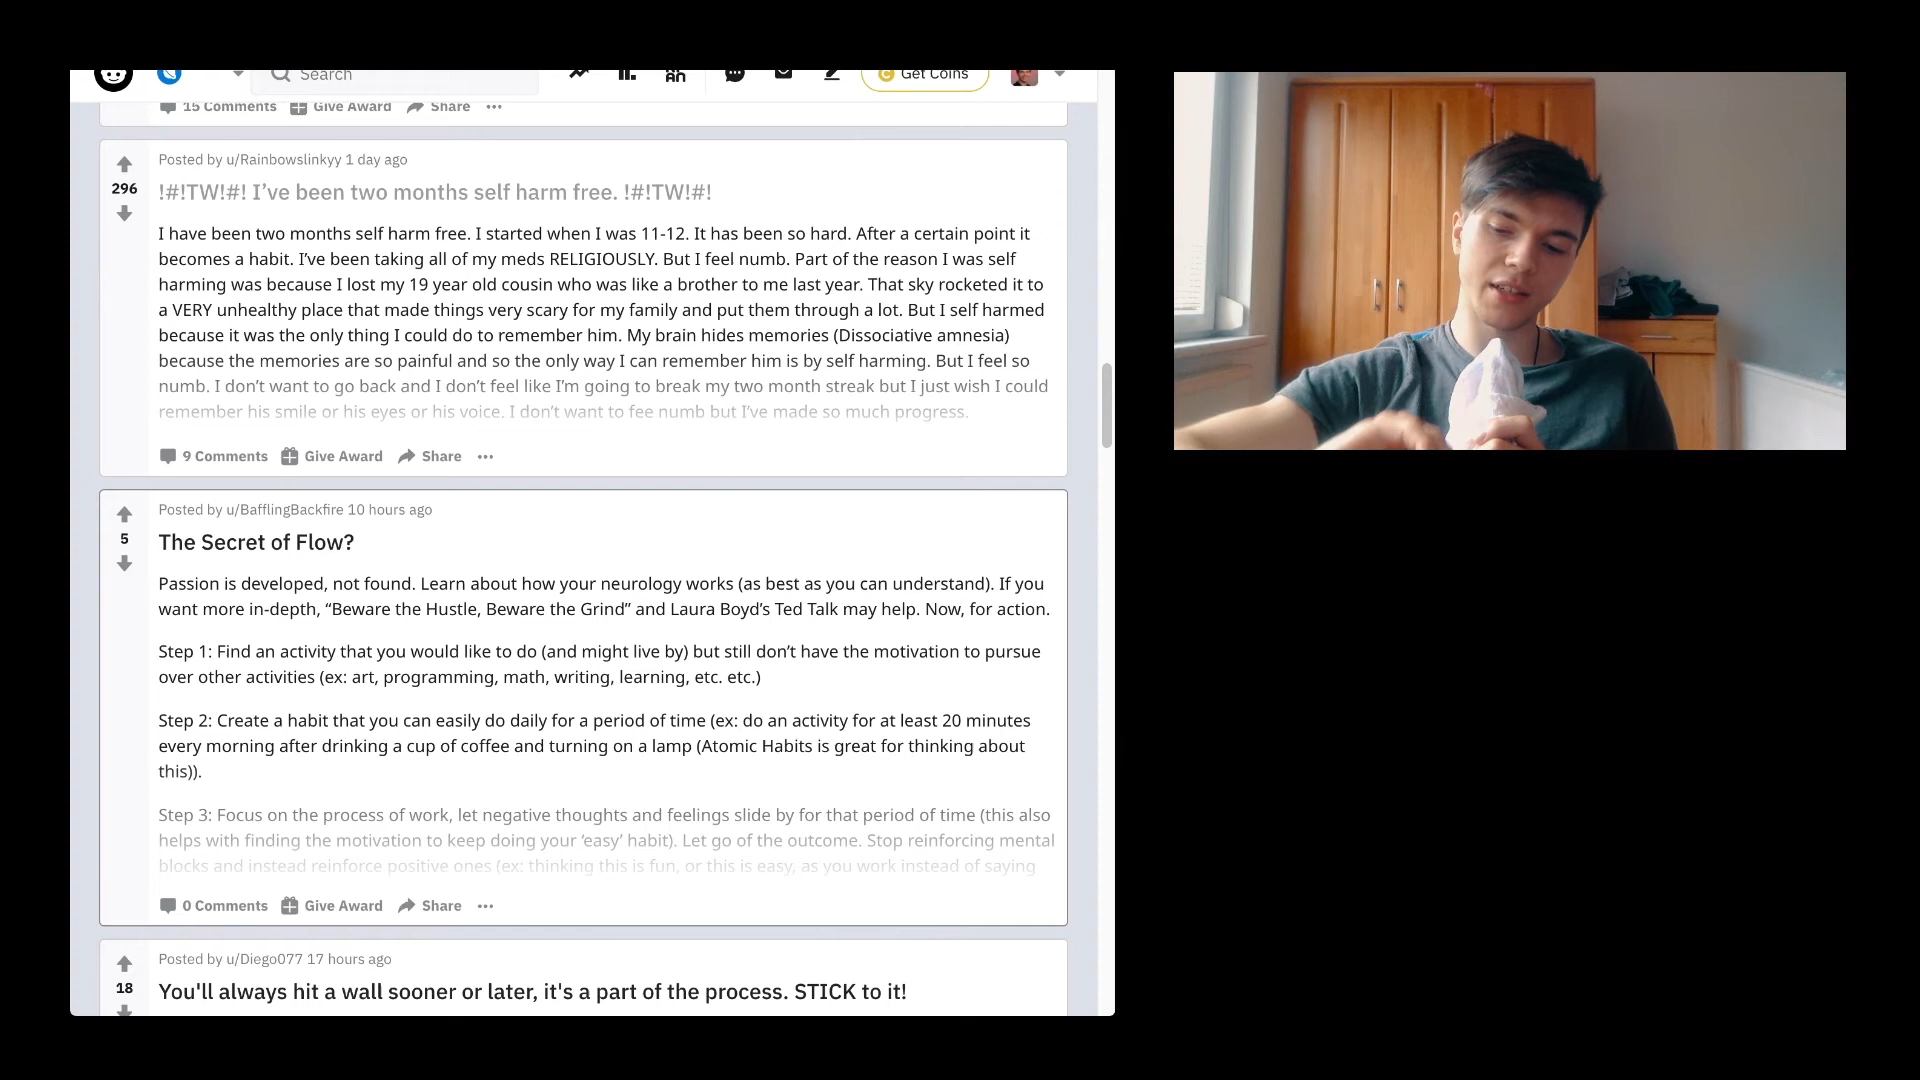 Search
Get Coins
15 Comments Give Award Share
Posted by u/Rainbowslinkyy 1 day ago
296
!#!TW!#! I’ve been two months self harm free. !#!TW!#!
I have been two months self harm free. I started when I was 11-12. It has been so hard. After a certain point it
becomes a habit. I’ve been taking all of my meds RELIGIOUSLY. But I feel numb. Part of the reason I was self
harming was because I lost my 19 year old cousin who was like a brother to me last year. That sky rocketed it to
a VERY unhealthy place that made things very scary for my family and put them through a lot. But I self harmed
because it was the only thing I could do to remember him. My brain hides memories (Dissociative amnesia)
because the memories are so painful and so the only way I can remember him is by self harming. But I feel so
numb. I don’t want to go back and I don’t feel like I’m going to break my two month streak but I just wish I could
remember his smile or his eyes or his voice. I don’t want to fee numb but I’ve made so much progress.
9 Comments Give Award Share
Posted by u/BafflingBackfire 10 hours ago
5
The Secret of Flow?
Passion is developed, not found. Learn about how your neurology works (as best as you can understand). If you
want more in-depth, “Beware the Hustle, Beware the Grind” and Laura Boyd’s Ted Talk may help. Now, for action.
Step 1: Find an activity that you would like to do (and might live by) but still don’t have the motivation to pursue
over other activities (ex: art, programming, math, writing, learning, etc. etc.)
Step 2: Create a habit that you can easily do daily for a period of time (ex: do an activity for at least 20 minutes
every morning after drinking a cup of coffee and turning on a lamp (Atomic Habits is great for thinking about
this)).
Step 3: Focus on the process of work, let negative thoughts and feelings slide by for that period of time (this also
helps with finding the motivation to keep doing your ‘easy’ habit). Let go of the outcome. Stop reinforcing mental
blocks and instead reinforce positive ones (ex: thinking this is fun, or this is easy, as you work instead of saying
0 Comments Give Award Share
Posted by u/Diego077 17 hours ago
18
You'll always hit a wall sooner or later, it's a part of the process. STICK to it!